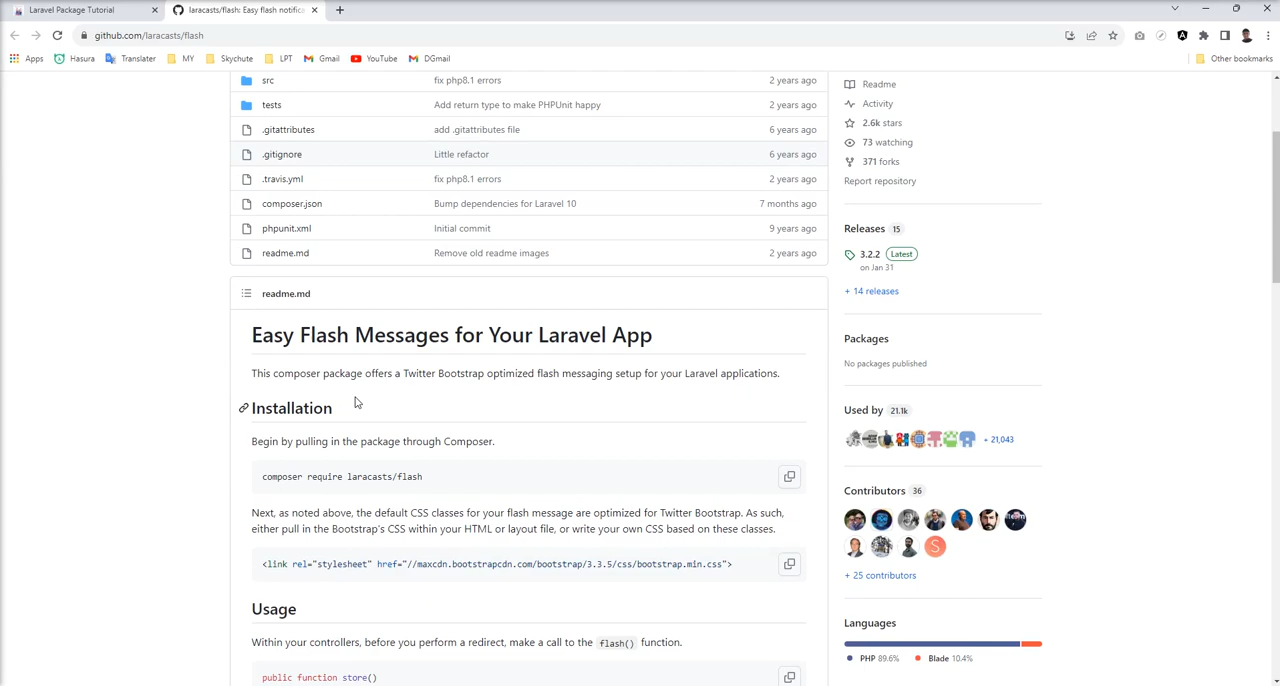 Laravel Package Tutorial
laracasts/flash: Easy flash notifica
github.com/laracasts/flash
Apps
Hasura
Translater
MY
Skychute
LPT
Gmail
YouTube
DGmail
Other bookmarks
src fix php8.1 errors 2 years ago
tests Add return type to make PHPUnit happy 2 years ago
.gitattributes add .gitattributes file 6 years ago
.gitignore Little refactor 6 years ago
.travis.yml fix php8.1 errors 2 years ago
composer.json Bump dependencies for Laravel 10 7 months ago
phpunit.xml Initial commit 9 years ago
readme.md Remove old readme images 2 years ago
readme.md
Easy Flash Messages for Your Laravel App
This composer package offers a Twitter Bootstrap optimized flash messaging setup for your Laravel applications.
Installation
Begin by pulling in the package through Composer.
composer require laracasts/flash
Next, as noted above, the default CSS classes for your flash message are optimized for Twitter Bootstrap. As such,
either pull in the Bootstrap's CSS within your HTML or layout file, or write your own CSS based on these classes.
<link rel="stylesheet" href="//maxcdn.bootstrapcdn.com/bootstrap/3.3.5/css/bootstrap.min.css">
Usage
Within your controllers, before you perform a redirect, make a call to the flash() function.
public function store()
Readme
Activity
2.6k stars
73 watching
371 forks
Report repository
Releases 15
3.2.2 Latest
on Jan 31
+ 14 releases
Packages
No packages published
Used by 21.1k
+ 21,043
Contributors 36
team
S
+ 25 contributors
Languages
PHP 89.6%
Blade 10.4%